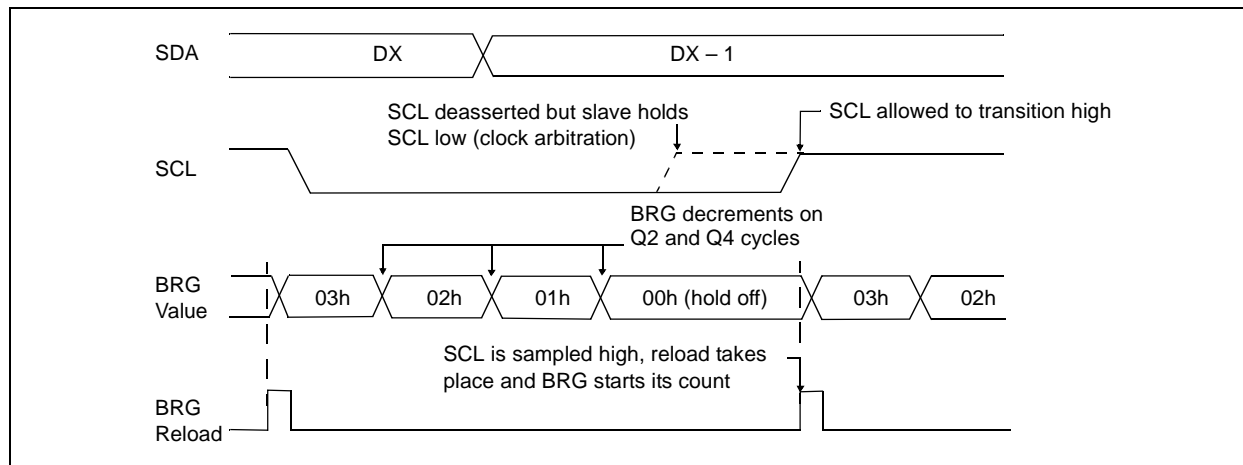 SDA
DX
DX – 1
SCL deasserted but slave holds
SCL low (clock arbitration)
SCL allowed to transition high
SCL
BRG decrements on
Q2 and Q4 cycles
BRG
Value
03h
02h
01h
00h (hold off)
03h
02h
SCL is sampled high, reload takes
place and BRG starts its count
BRG
Reload